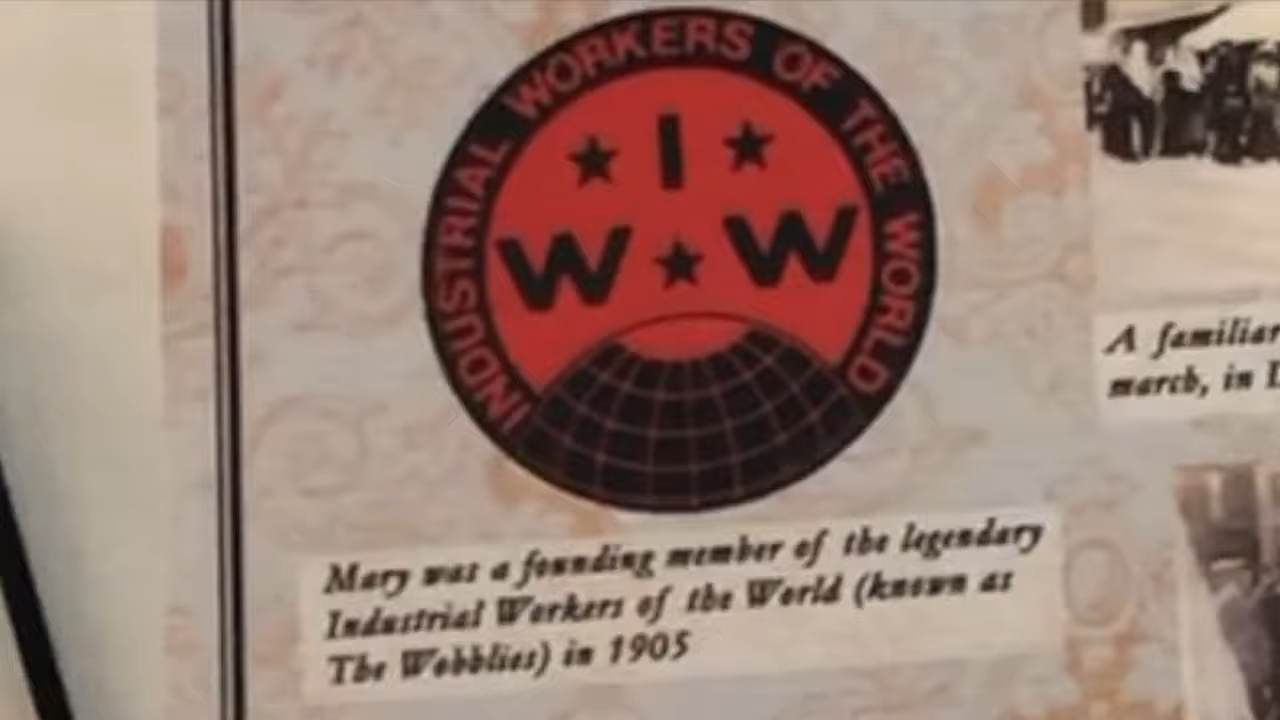 INDUSTRIAL WORKERS OF THE WORLD
I
W W
Mary was a founding member of the legendary
Industrial Workers of the World (known as
The Wobblies) in 1905
A familiar
march, in